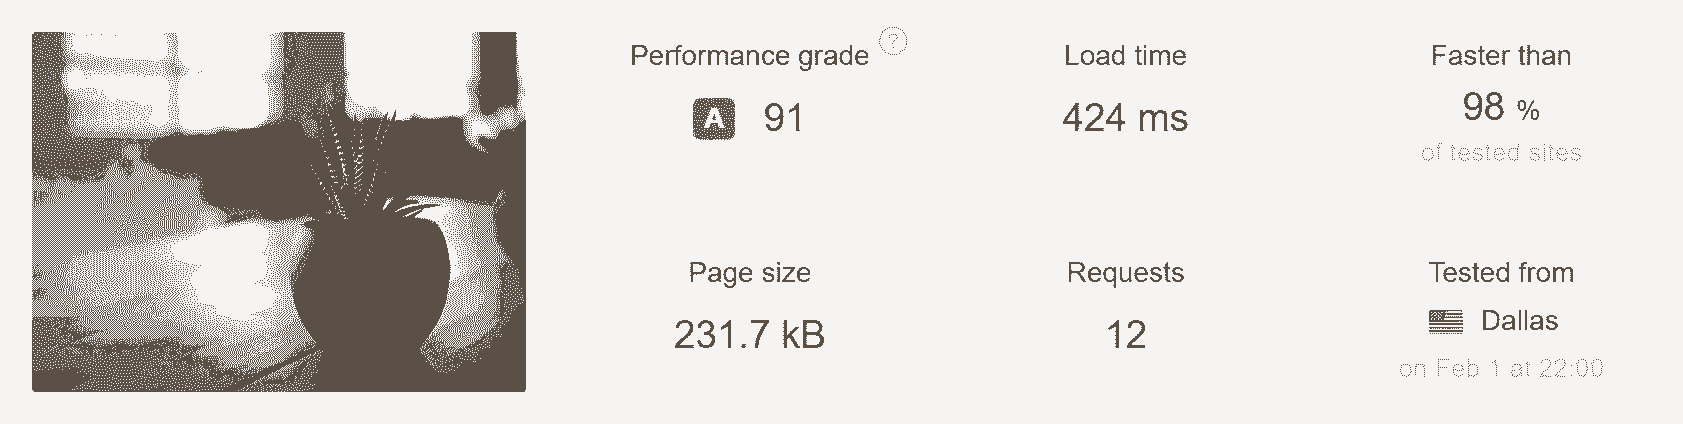 Performance grade ?
A 91
Load time
424 ms
Faster than
98 %
of tested sites
Page size
231.7 kB
Requests
12
Tested from
Dallas
on Feb 1 at 22:00